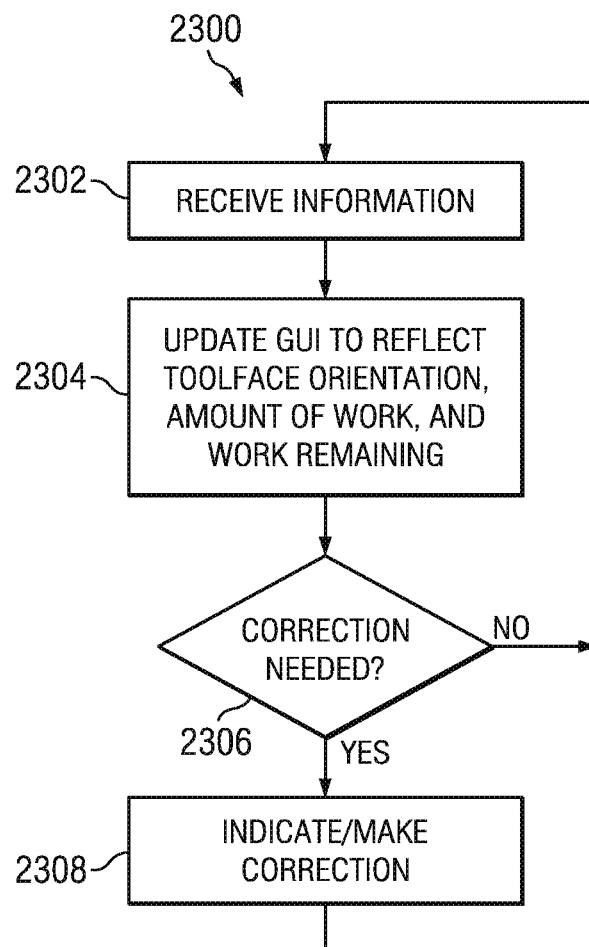 2300
2302
RECEIVE INFORMATION
2304
UPDATE GUI TO REFLECT
TOOLFACE ORIENTATION,
AMOUNT OF WORK, AND
WORK REMAINING
CORRECTION
NEEDED?
NO
2306
YES
2308
INDICATE/MAKE
CORRECTION